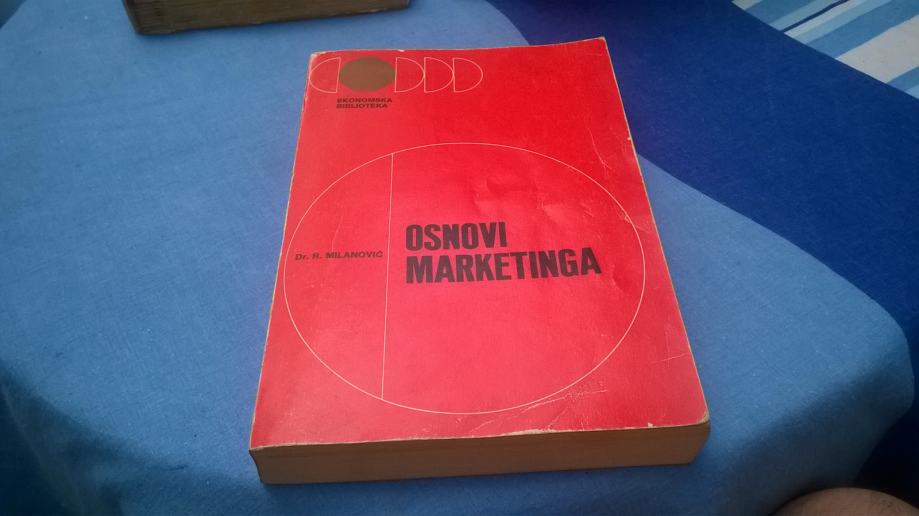 EKONOMSKA
BIBLIOTEKA
Dr. R. MILANOVIĆ
OSNOVI
MARKETINGA